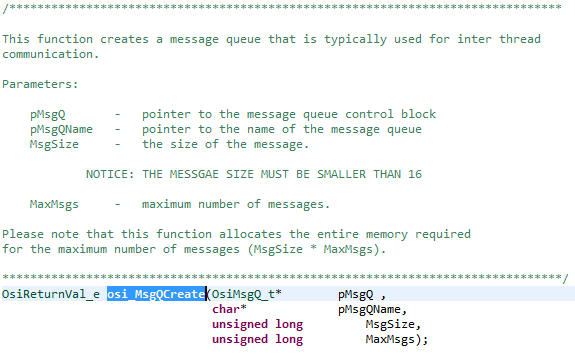 /******************************************************************************
This function creates a message queue that is typically used for inter thread
communication.
Parameters:
pMsgQ - pointer to the message queue control block
pMsgQName - pointer to the name of the message queue
MsgSize - the size of the message.
NOTICE: THE MESSGAE SIZE MUST BE SMALLER THAN 16
MaxMsgs - maximum number of messages.
Please note that this function allocates the entire memory required
for the maximum number of messages (MsgSize * MaxMsgs).
******************************************************************************/
OsiReturnVal_e osi_MsgQCreate(OsiMsgQ_t* pMsgQ ,
char* pMsgQName,
unsigned long MsgSize,
unsigned long MaxMsgs);